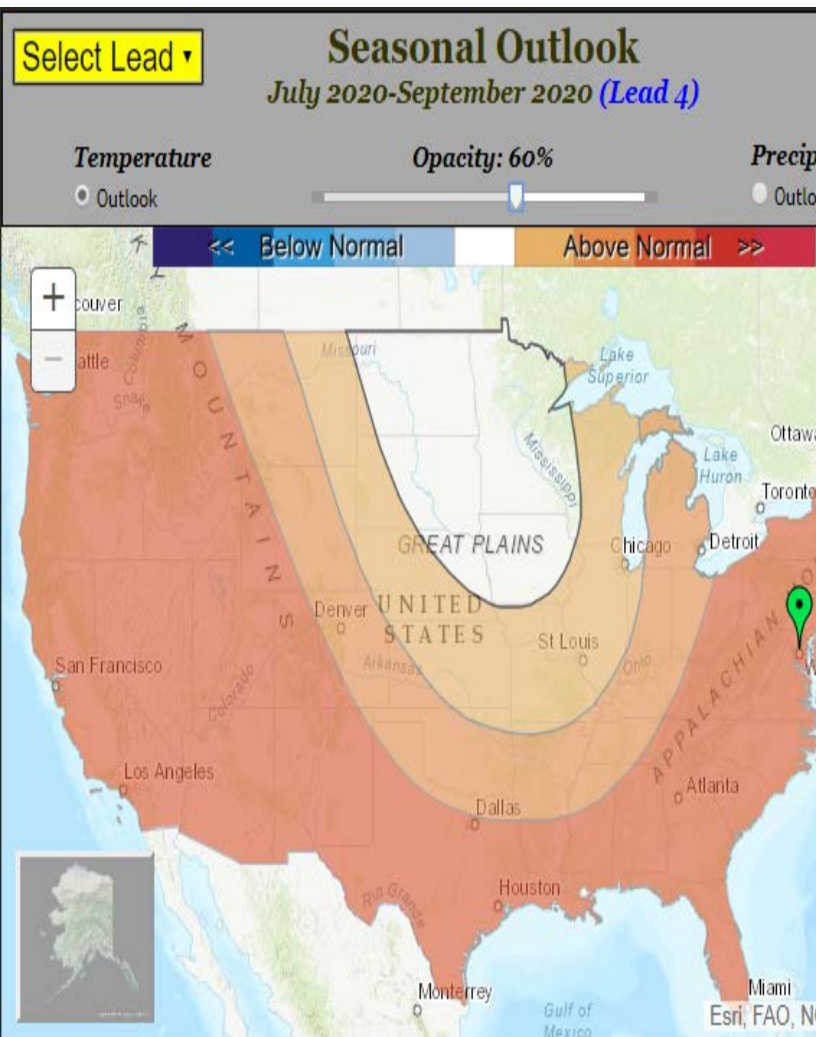 Select Lead ▾
Seasonal Outlook
July 2020-September 2020 (Lead 4)
Temperature
Opacity: 60%
Precip
Outlook
Outlo
<< Below Normal
Above Normal >>
+
couver
−
attle
Columbia
Snake
MOUNTAINS
Missouri
Lake
Superior
Mississippi
Ottawa
Lake
Huron
Toronto
GREAT PLAINS
Chicago
Detroit
Denver
UNITED
STATES
St Louis
Arkansas
Ohio
APPALACHIAN
San Francisco
Colorado
W
Los Angeles
Atlanta
Dallas
Rio Grande
Houston
Monterrey
Gulf of
Mexico
Miami
Esri, FAO, NO